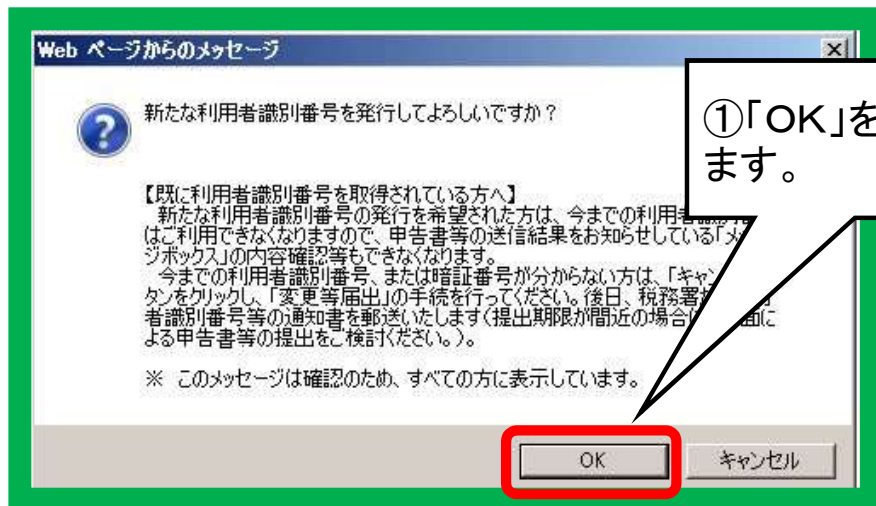 Web ページからのメッセージ
新たな利用者識別番号を発行してよろしいですか？
①「ＯＫ」を
ます。
【既に利用者識別番号を取得されている方へ】
新たな利用者識別番号の発行を希望された方は、今までの利用者
はご利用できなくなりますので、申告書等の送信結果をお知らせしている「メッ
ジボックス」の内容確認等もできなくなります。
今までの利用者識別番号、または暗証番号が分からない方は、「キャン
タンをクリックし、「変更等届出」の手続を行ってください。後日、税務署
者識別番号等の通知書を郵送いたします（提出期限が間近の場合 面に
よる申告書等の提出をご検討ください。）。
※ このメッセージは確認のため、すべての方に表示しています。
OK
キャンセル